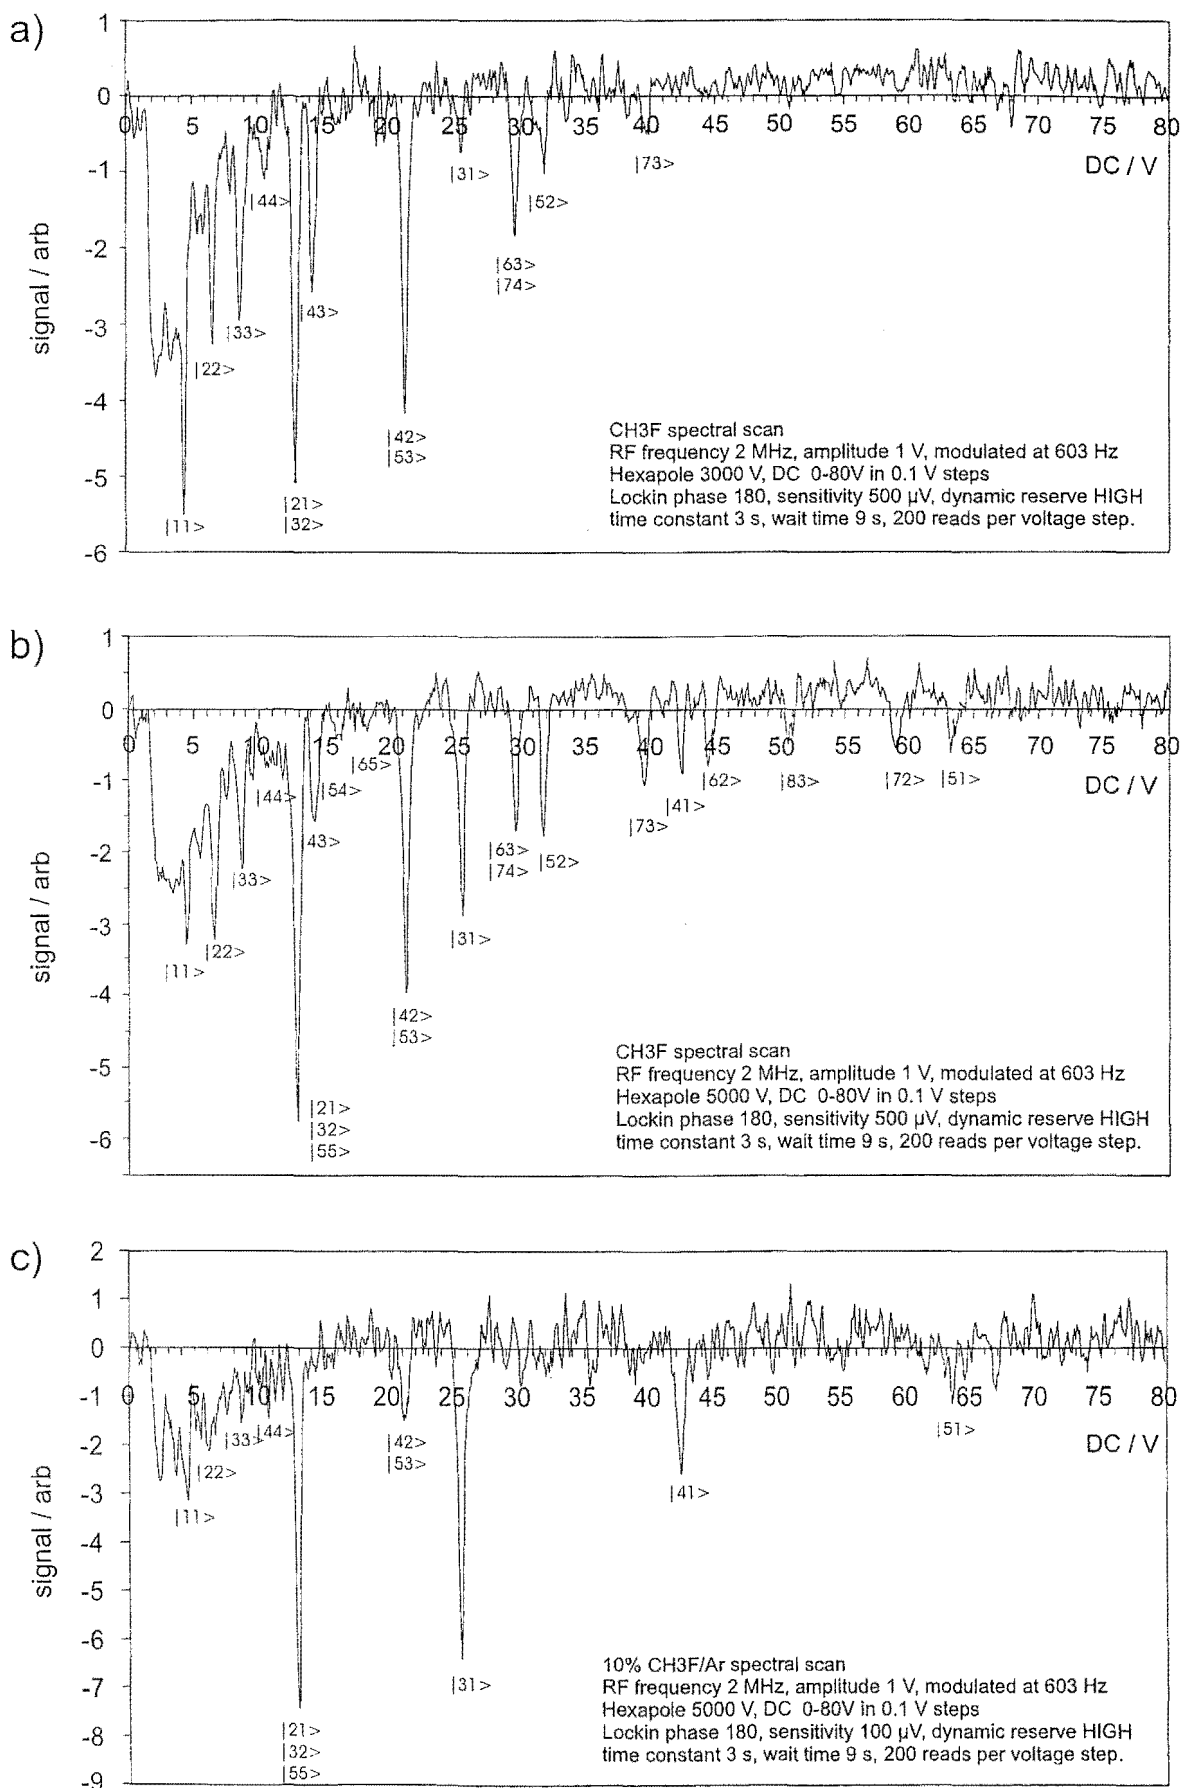 a)
1
0
-1
-2
-3
-4
-5
-6
signal / arb
0 5 10 15 20 25 30 35 40 45 50 55 60 65 70 75 80
DC / V
|11>
|22>
|33>
|44>
|21>
|32>
|43>
|42>
|53>
|31>
|63>
|74>
|52>
|73>
CH3F spectral scan
RF frequency 2 MHz, amplitude 1 V, modulated at 603 Hz
Hexapole 3000 V, DC 0-80V in 0.1 V steps
Lockin phase 180, sensitivity 500 µV, dynamic reserve HIGH
time constant 3 s, wait time 9 s, 200 reads per voltage step.
b)
1
0
-1
-2
-3
-4
-5
-6
signal / arb
0 5 10 15 20 25 30 35 40 45 50 55 60 65 70 75 80
DC / V
|11>
|22>
|33>
|44>
|21>
|32>
|55>
|43>
|54>
|65>
|42>
|53>
|31>
|63>
|74>
|52>
|73>
|41>
|62>
|83>
|72>
|51>
CH3F spectral scan
RF frequency 2 MHz, amplitude 1 V, modulated at 603 Hz
Hexapole 5000 V, DC 0-80V in 0.1 V steps
Lockin phase 180, sensitivity 500 µV, dynamic reserve HIGH
time constant 3 s, wait time 9 s, 200 reads per voltage step.
c)
2
1
0
-1
-2
-3
-4
-5
-6
-7
-8
-9
signal / arb
0 5 10 15 20 25 30 35 40 45 50 55 60 65 70 75 80
DC / V
|11>
|22>
|33>
|44>
|21>
|32>
|55>
|42>
|53>
|31>
|41>
|51>
10% CH3F/Ar spectral scan
RF frequency 2 MHz, amplitude 1 V, modulated at 603 Hz
Hexapole 5000 V, DC 0-80V in 0.1 V steps
Lockin phase 180, sensitivity 100 µV, dynamic reserve HIGH
time constant 3 s, wait time 9 s, 200 reads per voltage step.